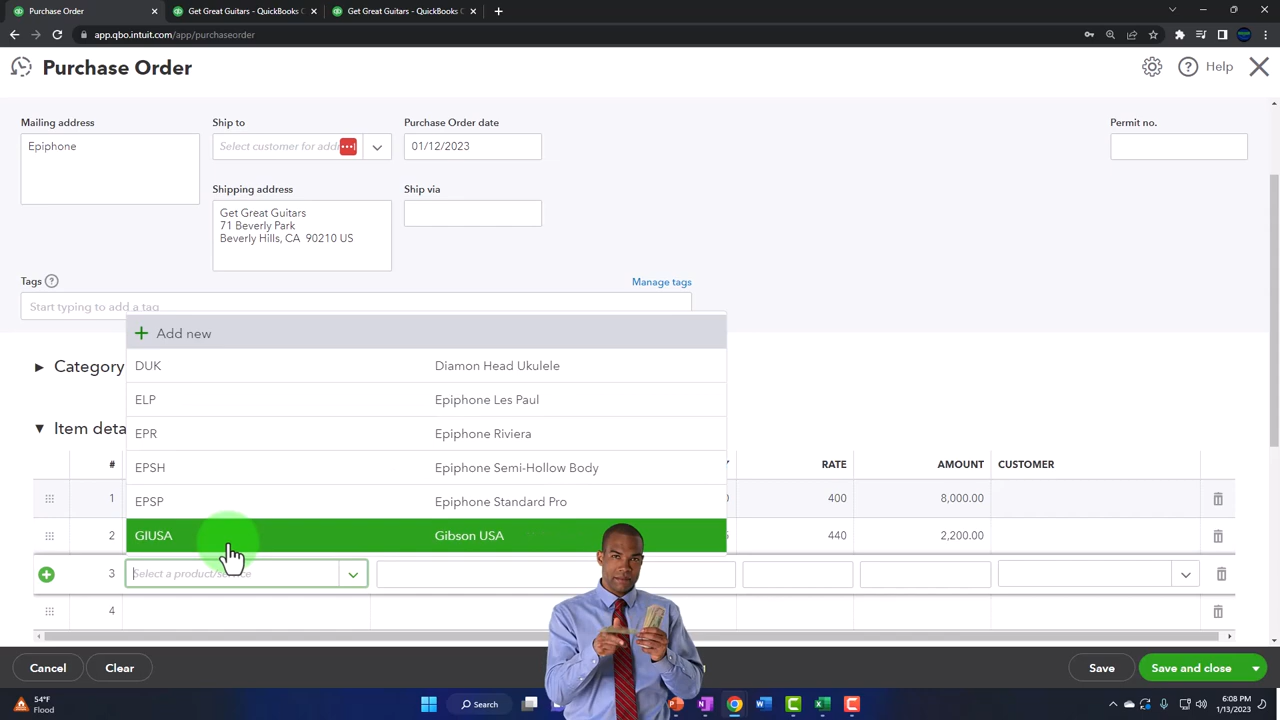 Purchase Order
Get Great Guitars - QuickBooks C
Get Great Guitars - QuickBooks C
app.qbo.intuit.com/app/purchaseorder
Purchase Order
Help
Mailing address
Ship to
Purchase Order date
Permit no.
Epiphone
Select customer for addr
01/12/2023
Shipping address
Ship via
Get Great Guitars
71 Beverly Park
Beverly Hills, CA 90210 US
Tags
Manage tags
Start typing to add a tag
Add new
Category
DUK Diamon Head Ukulele
ELP Epiphone Les Paul
Item deta
EPR Epiphone Riviera
EPSH Epiphone Semi-Hollow Body
EPSP Epiphone Standard Pro
GIUSA Gibson USA
# RATE AMOUNT CUSTOMER
1 400 8,000.00
2 440 2,200.00
3 Select a product/service
4
Cancel
Clear
Save
Save and close
54°F
Flood
Search
6:08 PM
1/13/2023